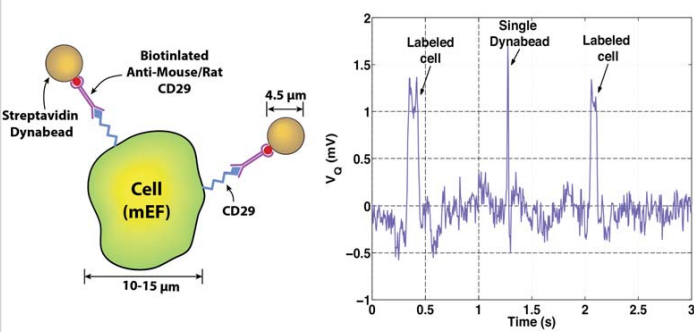 Biotinlated
Anti-Mouse/Rat
CD29
Streptavidin
Dynabead
4.5 µm
Cell
(mEF)
CD29
10-15 µm
Labeled
cell
Single
Dynabead
Labeled
cell
2
1.5
1
0.5
0
−0.5
−1
V_Q (mV)
0 0.5 1 1.5 2 2.5 3
Time (s)